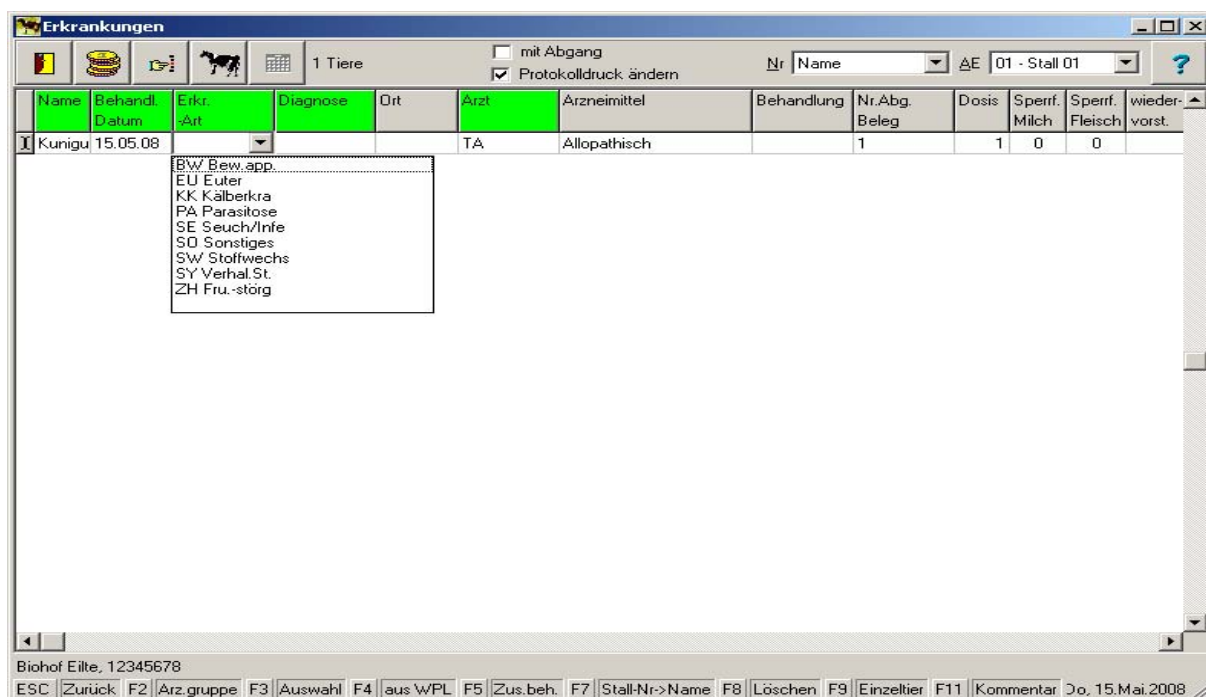 Erkrankungen
1 Tiere
mit Abgang
Protokolldruck ändern
Nr Name
AE 01 - Stall 01
?
Name Behandl. Datum Erkr. -Art Diagnose Ort Arzt Arzneimittel Behandlung Nr.Abg. Beleg Dosis Sperrf. Milch Sperrf. Fleisch wieder- vorst.
Kunigu 15.05.08 TA Allopathisch 1 1 0 0
BW Bew.app.
EU Euter
KK Kälberkra
PA Parasitose
SE Seuch/Infe
SO Sonstiges
SW Stoffwechs
SY Verhal.St.
ZH Fru.-störg
Biohof Eilte, 12345678
ESC Zurück F2 Arz.gruppe F3 Auswahl F4 aus WPL F5 Zus.beh. F7 Stall-Nr->Name F8 Löschen F9 Einzeltier F11 Kommentar Do, 15.Mai.2008